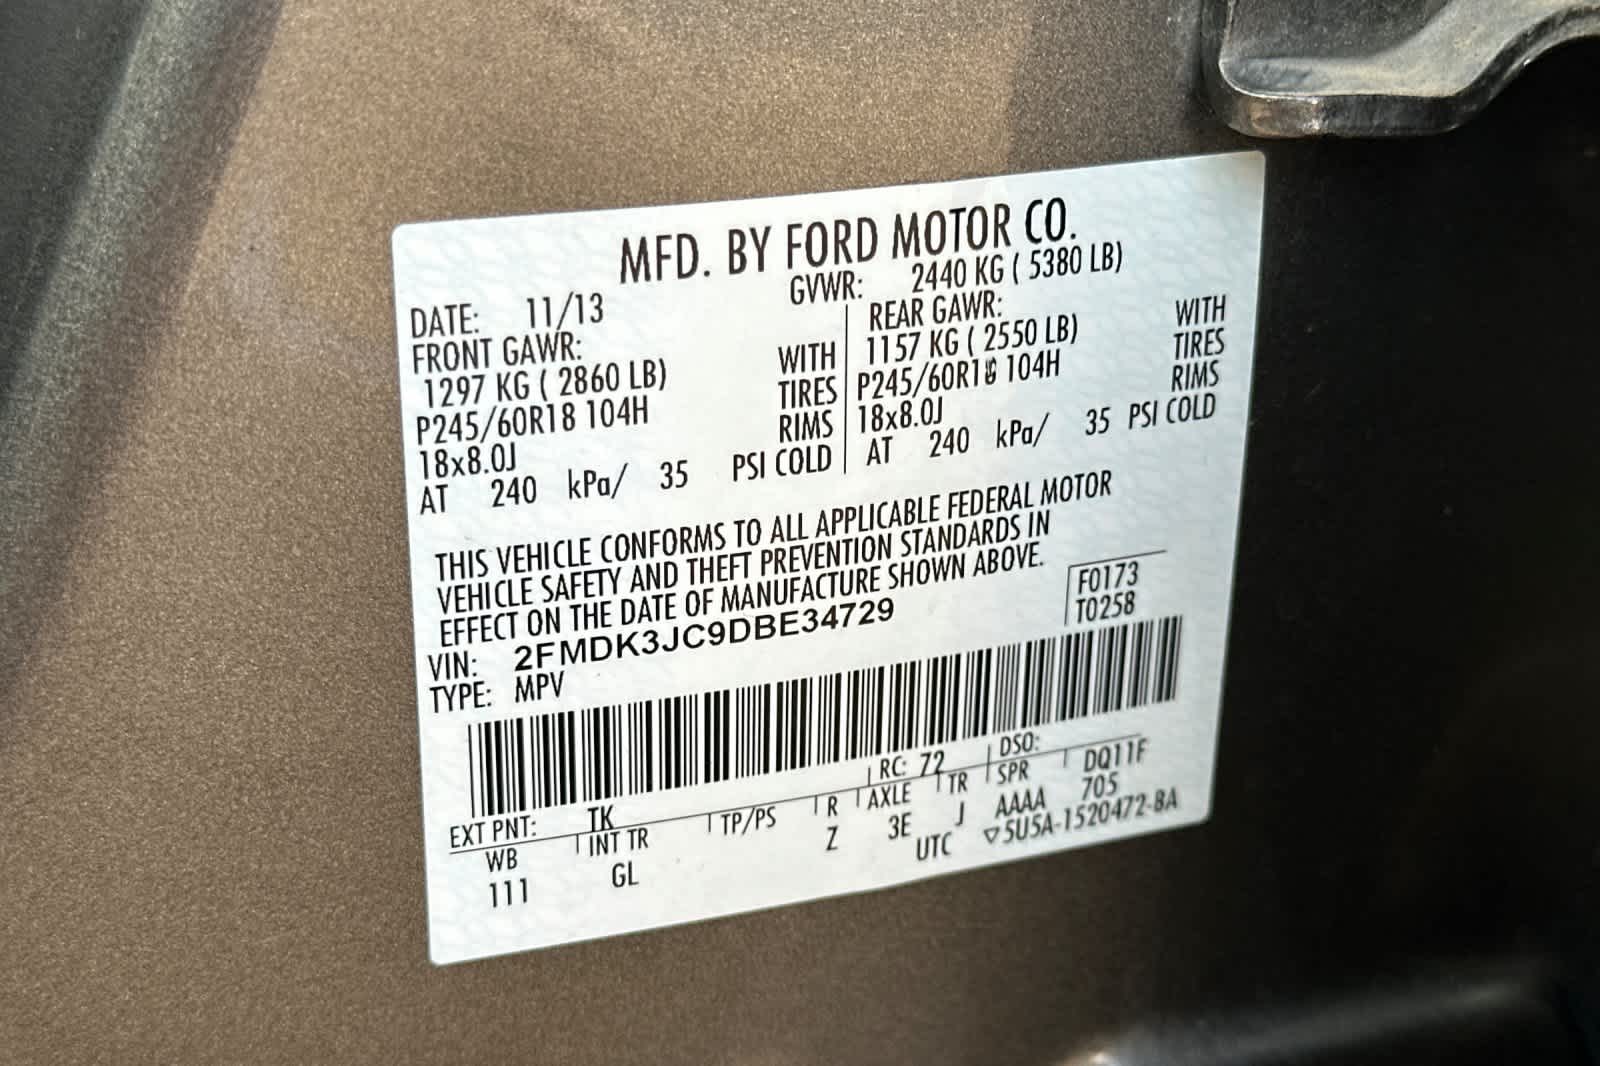 MFD. BY FORD MOTOR CO.
DATE: 11/13 GVWR: 2440 KG ( 5380 LB)
FRONT GAWR: REAR GAWR:
1297 KG ( 2860 LB) WITH 1157 KG ( 2550 LB) WITH
P245/60R18 104H TIRES P245/60R18 104H TIRES
18x8.0J RIMS 18x8.0J RIMS
AT 240 kPa/ 35 PSI COLD AT 240 kPa/ 35 PSI COLD
THIS VEHICLE CONFORMS TO ALL APPLICABLE FEDERAL MOTOR
VEHICLE SAFETY AND THEFT PREVENTION STANDARDS IN
EFFECT ON THE DATE OF MANUFACTURE SHOWN ABOVE.
F0173
T0258
VIN: 2FMDK3JC9DBE34729
TYPE: MPV
EXT PNT: TK RC: 72 DSO:
WB INT TR TP/PS R AXLE TR SPR DQ11F
111 GL Z 3E J AAAA 705
UTC ▽5U5A-1520472-BA